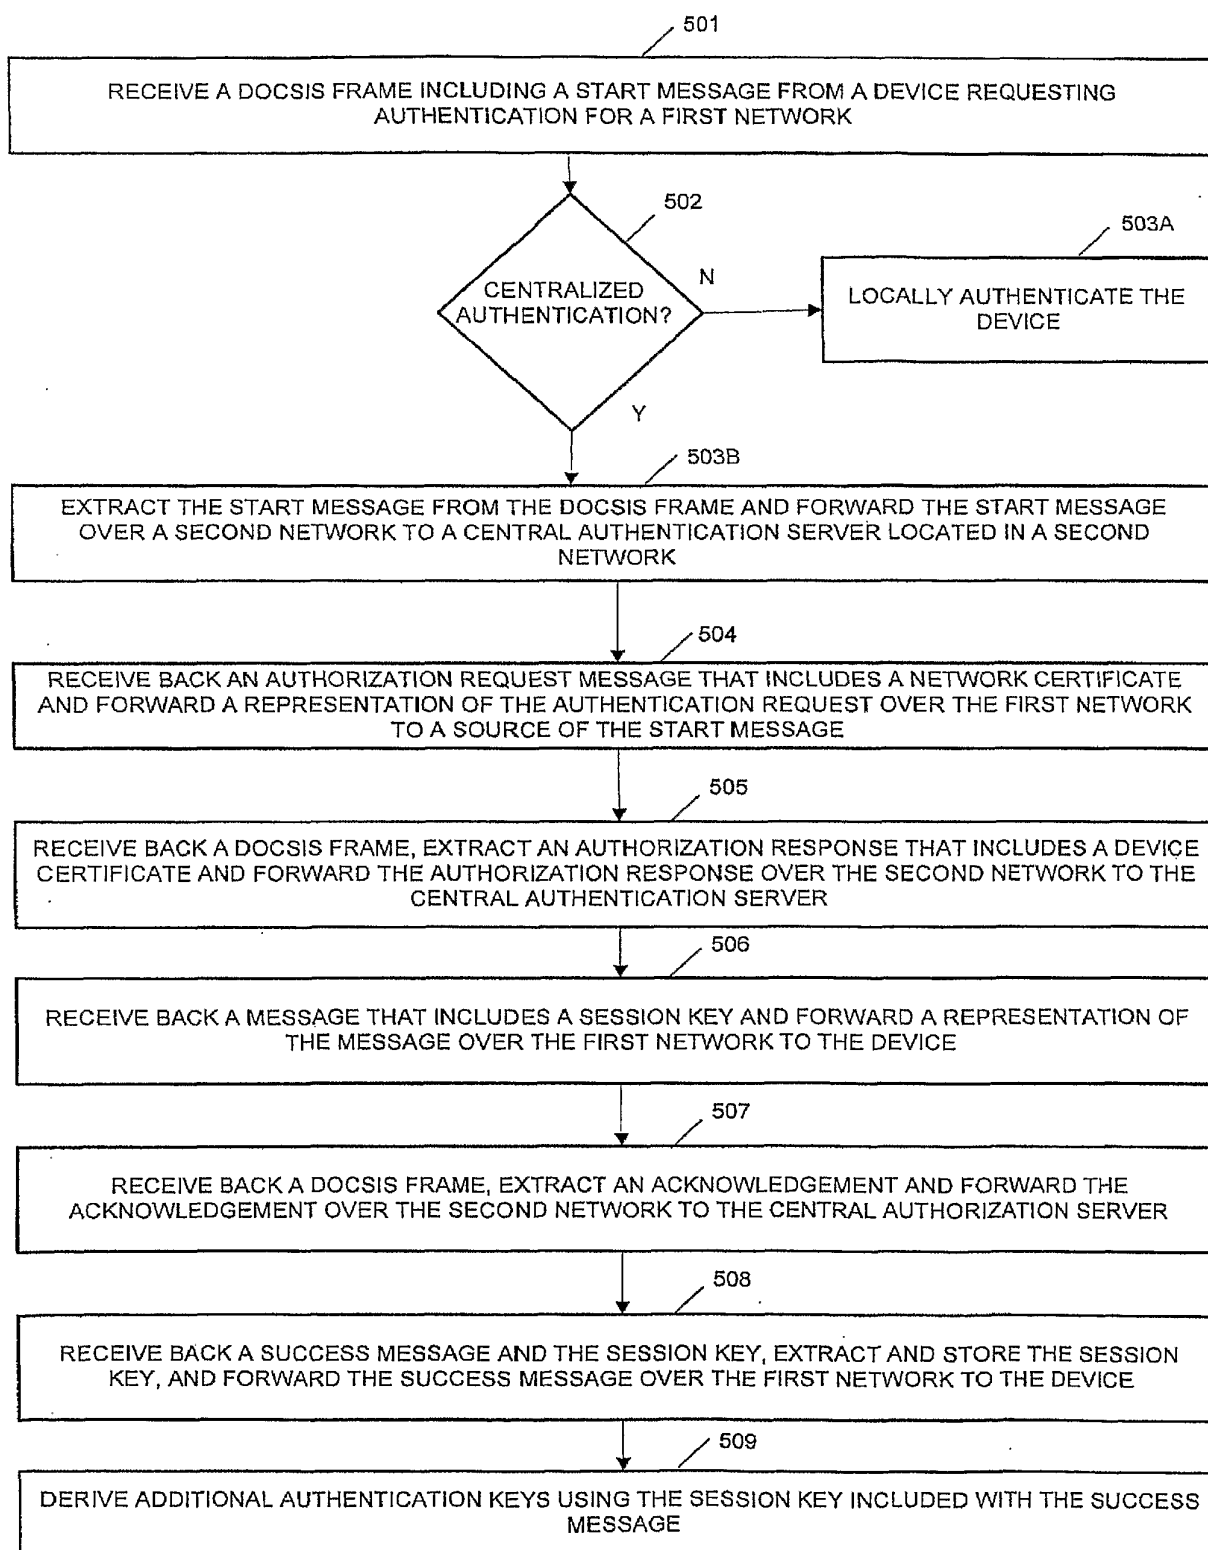 501
RECEIVE A DOCSIS FRAME INCLUDING A START MESSAGE FROM A DEVICE REQUESTING
AUTHENTICATION FOR A FIRST NETWORK
502
503A
CENTRALIZED
AUTHENTICATION?
N
LOCALLY AUTHENTICATE THE
DEVICE
Y
503B
EXTRACT THE START MESSAGE FROM THE DOCSIS FRAME AND FORWARD THE START MESSAGE
OVER A SECOND NETWORK TO A CENTRAL AUTHENTICATION SERVER LOCATED IN A SECOND
NETWORK
504
RECEIVE BACK AN AUTHORIZATION REQUEST MESSAGE THAT INCLUDES A NETWORK CERTIFICATE
AND FORWARD A REPRESENTATION OF THE AUTHENTICATION REQUEST OVER THE FIRST NETWORK
TO A SOURCE OF THE START MESSAGE
505
RECEIVE BACK A DOCSIS FRAME, EXTRACT AN AUTHORIZATION RESPONSE THAT INCLUDES A DEVICE
CERTIFICATE AND FORWARD THE AUTHORIZATION RESPONSE OVER THE SECOND NETWORK TO THE
CENTRAL AUTHENTICATION SERVER
506
RECEIVE BACK A MESSAGE THAT INCLUDES A SESSION KEY AND FORWARD A REPRESENTATION OF
THE MESSAGE OVER THE FIRST NETWORK TO THE DEVICE
507
RECEIVE BACK A DOCSIS FRAME, EXTRACT AN ACKNOWLEDGEMENT AND FORWARD THE
ACKNOWLEDGEMENT OVER THE SECOND NETWORK TO THE CENTRAL AUTHORIZATION SERVER
508
RECEIVE BACK A SUCCESS MESSAGE AND THE SESSION KEY, EXTRACT AND STORE THE SESSION
KEY, AND FORWARD THE SUCCESS MESSAGE OVER THE FIRST NETWORK TO THE DEVICE
509
DERIVE ADDITIONAL AUTHENTICATION KEYS USING THE SESSION KEY INCLUDED WITH THE SUCCESS
MESSAGE